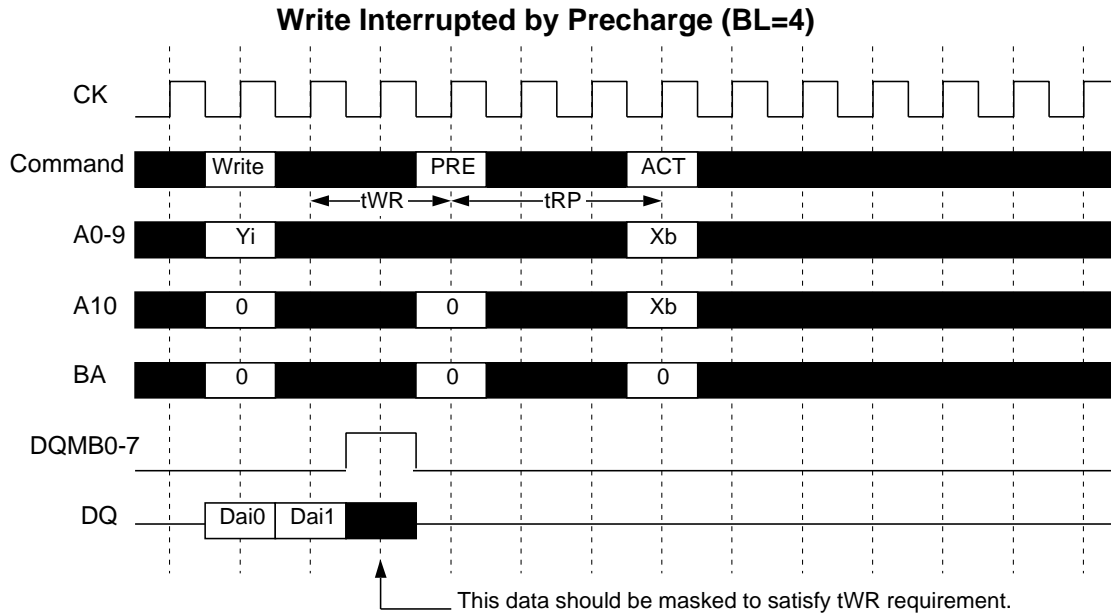 Write Interrupted by Precharge (BL=4)
CK
Command Write PRE ACT
tWR tRP
A0-9 Yi Xb
A10 0 0 Xb
BA 0 0 0
DQMB0-7
DQ Dai0 Dai1
This data should be masked to satisfy tWR requirement.